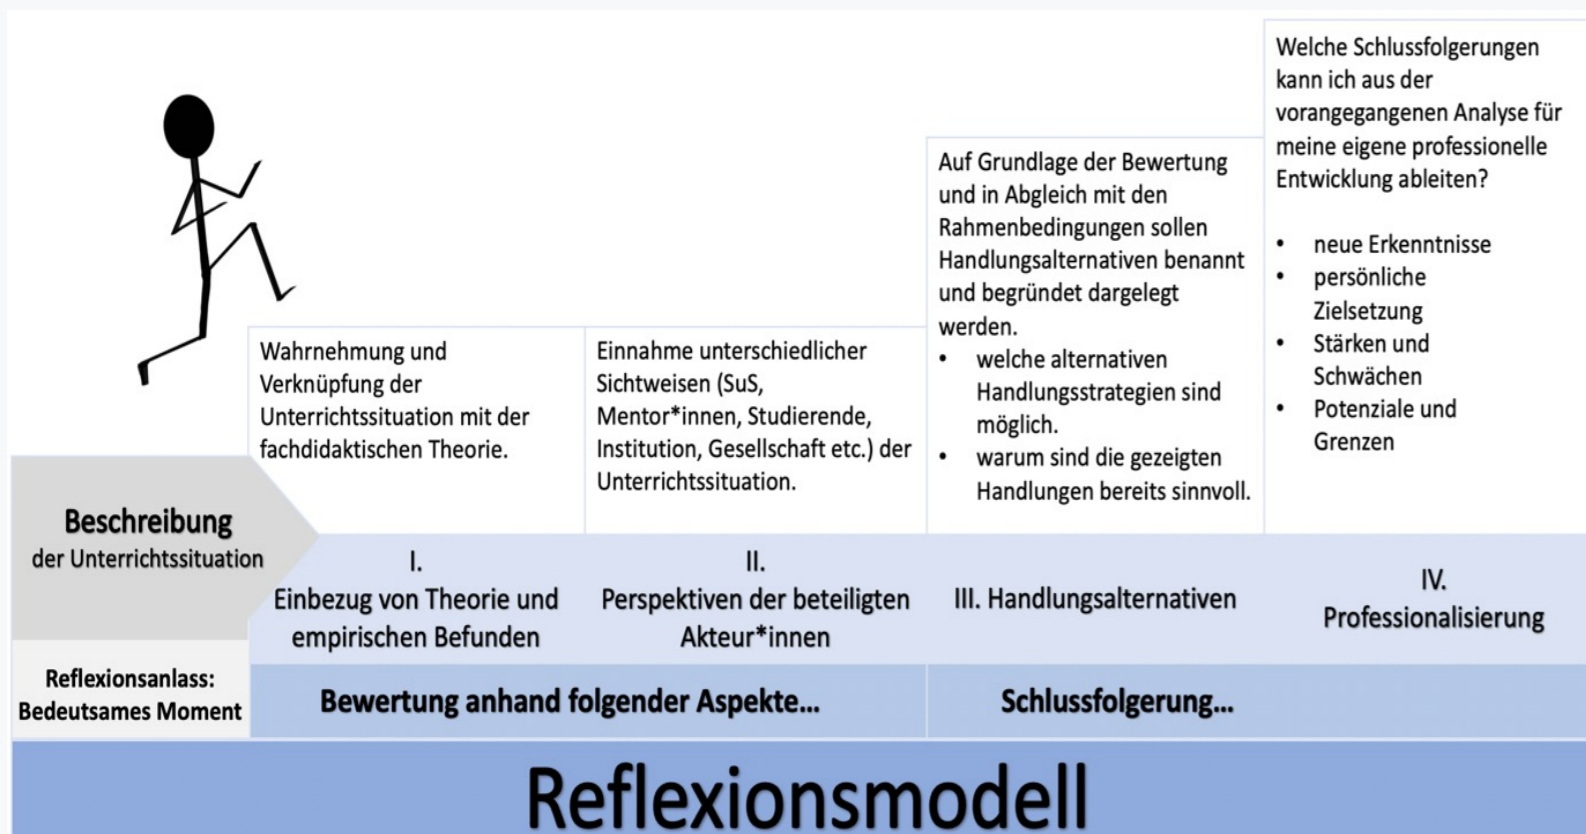 Welche Schlussfolgerungen
kann ich aus der
vorangegangenen Analyse für
meine eigene professionelle
Entwicklung ableiten?
• neue Erkenntnisse
• persönliche
Zielsetzung
• Stärken und
Schwächen
• Potenziale und
Grenzen
Auf Grundlage der Bewertung
und in Abgleich mit den
Rahmenbedingungen sollen
Handlungsalternativen benannt
und begründet dargelegt
werden.
• welche alternativen
Handlungsstrategien sind
möglich.
• warum sind die gezeigten
Handlungen bereits sinnvoll.
Wahrnehmung und
Verknüpfung der
Unterrichtssituation mit der
fachdidaktischen Theorie.
Einnahme unterschiedlicher
Sichtweisen (SuS,
Mentor*innen, Studierende,
Institution, Gesellschaft etc.) der
Unterrichtssituation.
Beschreibung
der Unterrichtssituation
I.
Einbezug von Theorie und
empirischen Befunden
II.
Perspektiven der beteiligten
Akteur*innen
III. Handlungsalternativen
IV.
Professionalisierung
Reflexionsanlass:
Bedeutsames Moment
Bewertung anhand folgender Aspekte...
Schlussfolgerung...
Reflexionsmodell